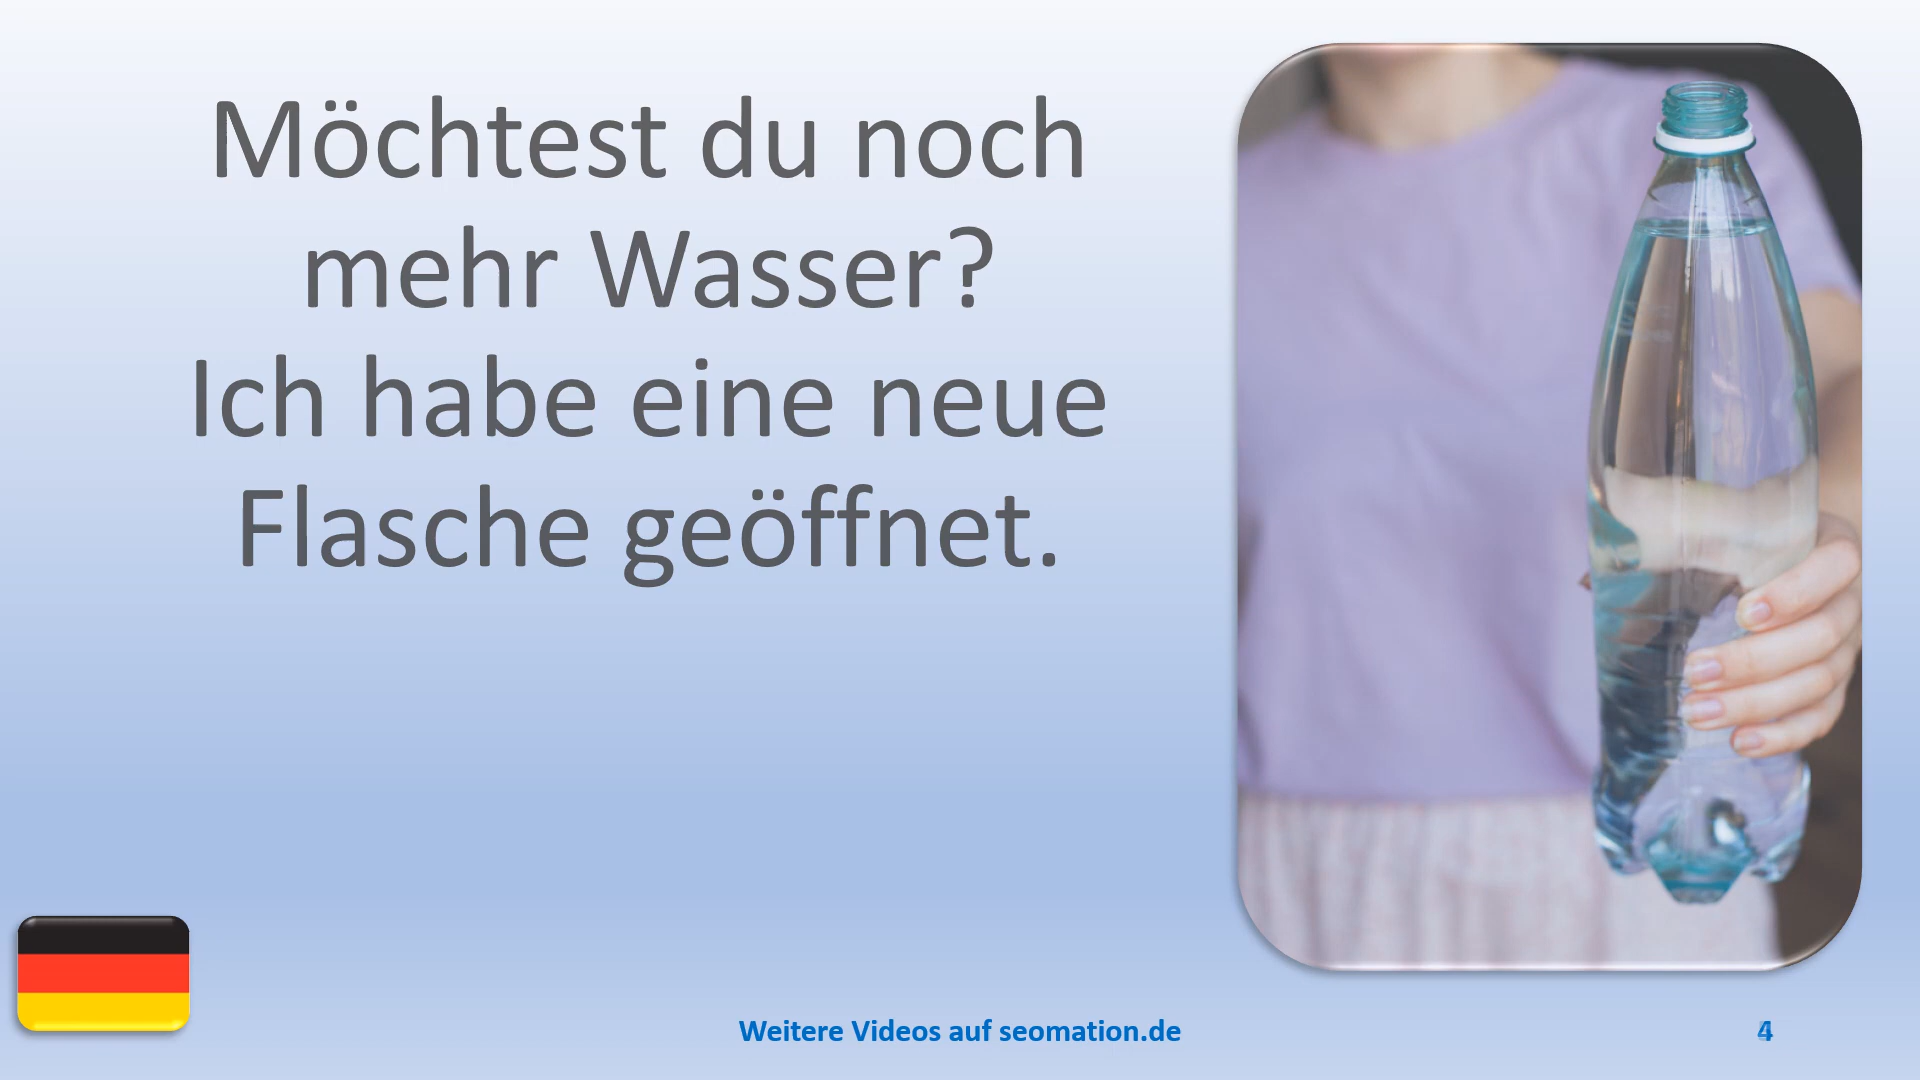 Möchtest du noch
mehr Wasser?
Ich habe eine neue
Flasche geöffnet.
Weitere Videos auf seomation.de
4